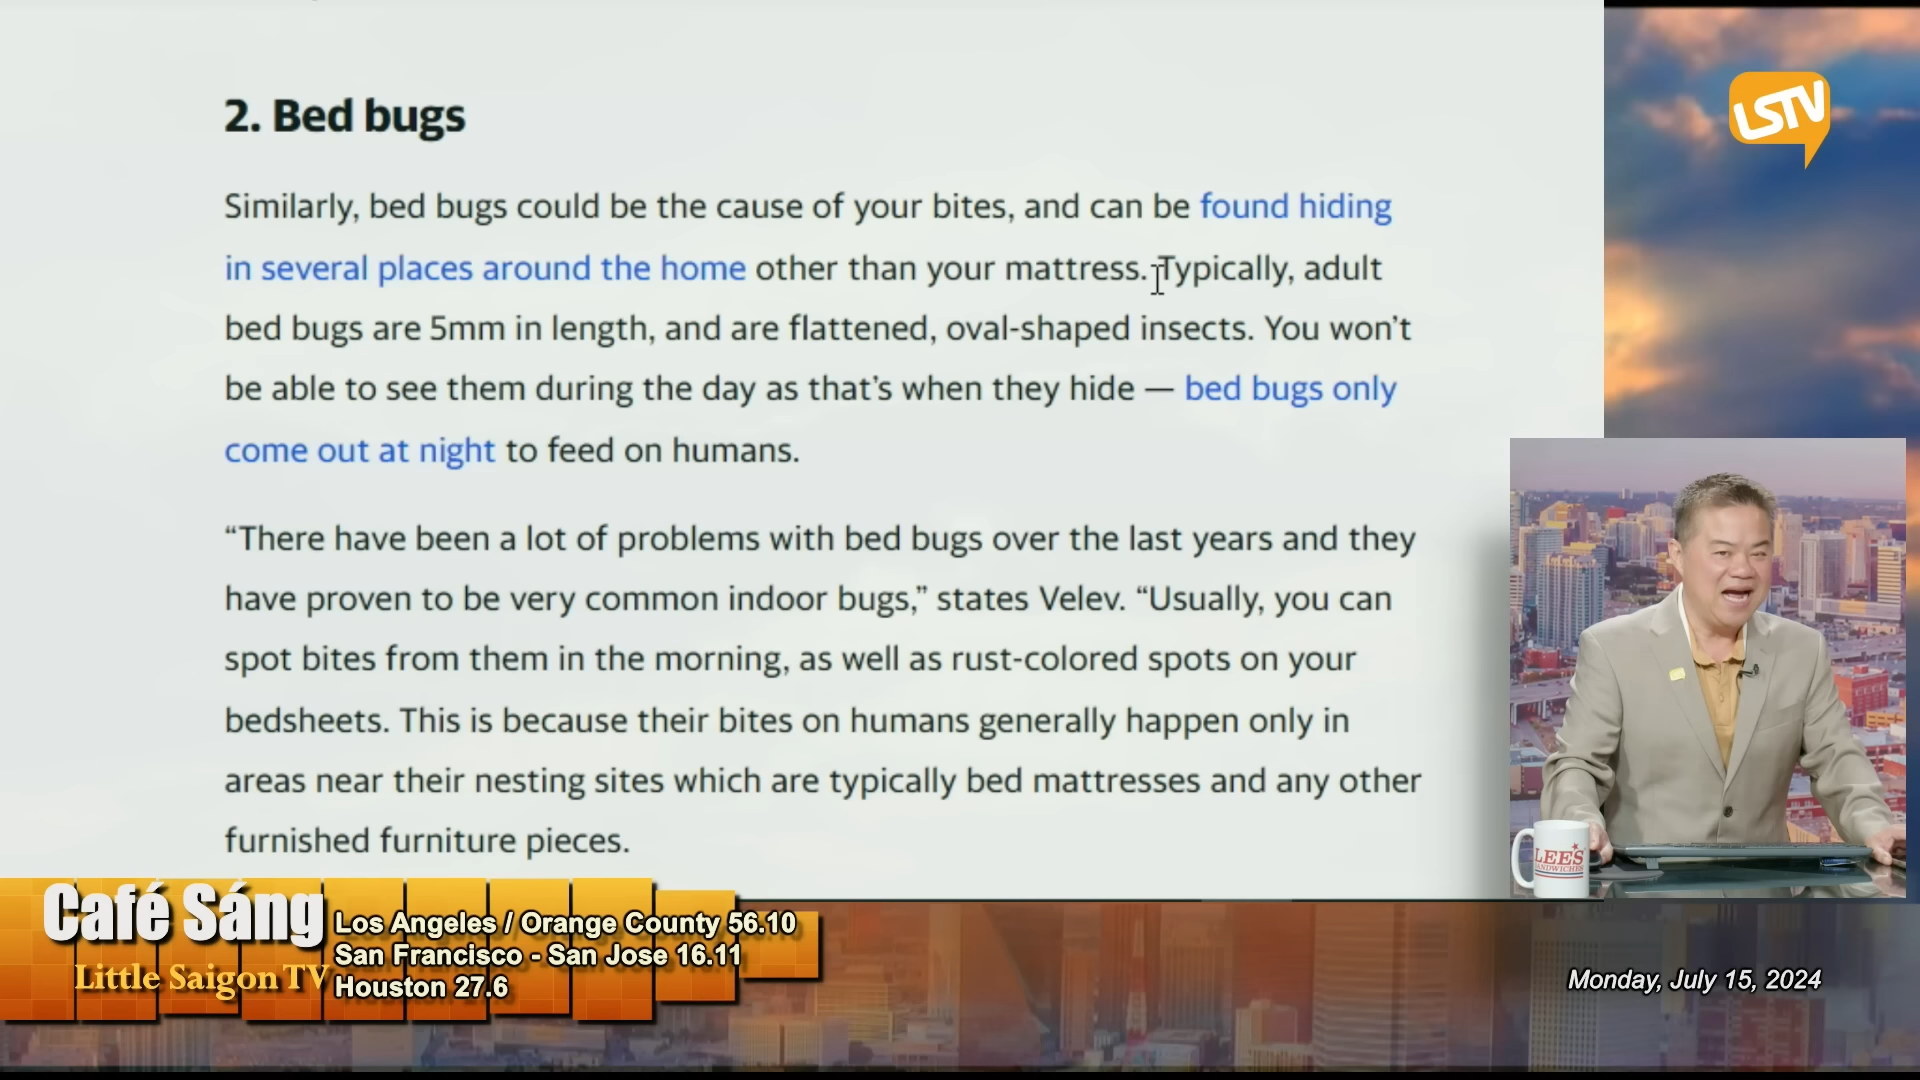 2. Bed bugs
Similarly, bed bugs could be the cause of your bites, and can be found hiding
in several places around the home other than your mattress. Typically, adult
bed bugs are 5mm in length, and are flattened, oval-shaped insects. You won’t
be able to see them during the day as that’s when they hide — bed bugs only
come out at night to feed on humans.
“There have been a lot of problems with bed bugs over the last years and they
have proven to be very common indoor bugs,” states Velev. “Usually, you can
spot bites from them in the morning, as well as rust-colored spots on your
bedsheets. This is because their bites on humans generally happen only in
areas near their nesting sites which are typically bed mattresses and any other
furnished furniture pieces.
LSTV
LEE'S
SANDWICHES
Café Sáng
Little Saigon TV
Los Angeles / Orange County 56.10
San Francisco - San Jose 16.11
Houston 27.6
Monday, July 15, 2024